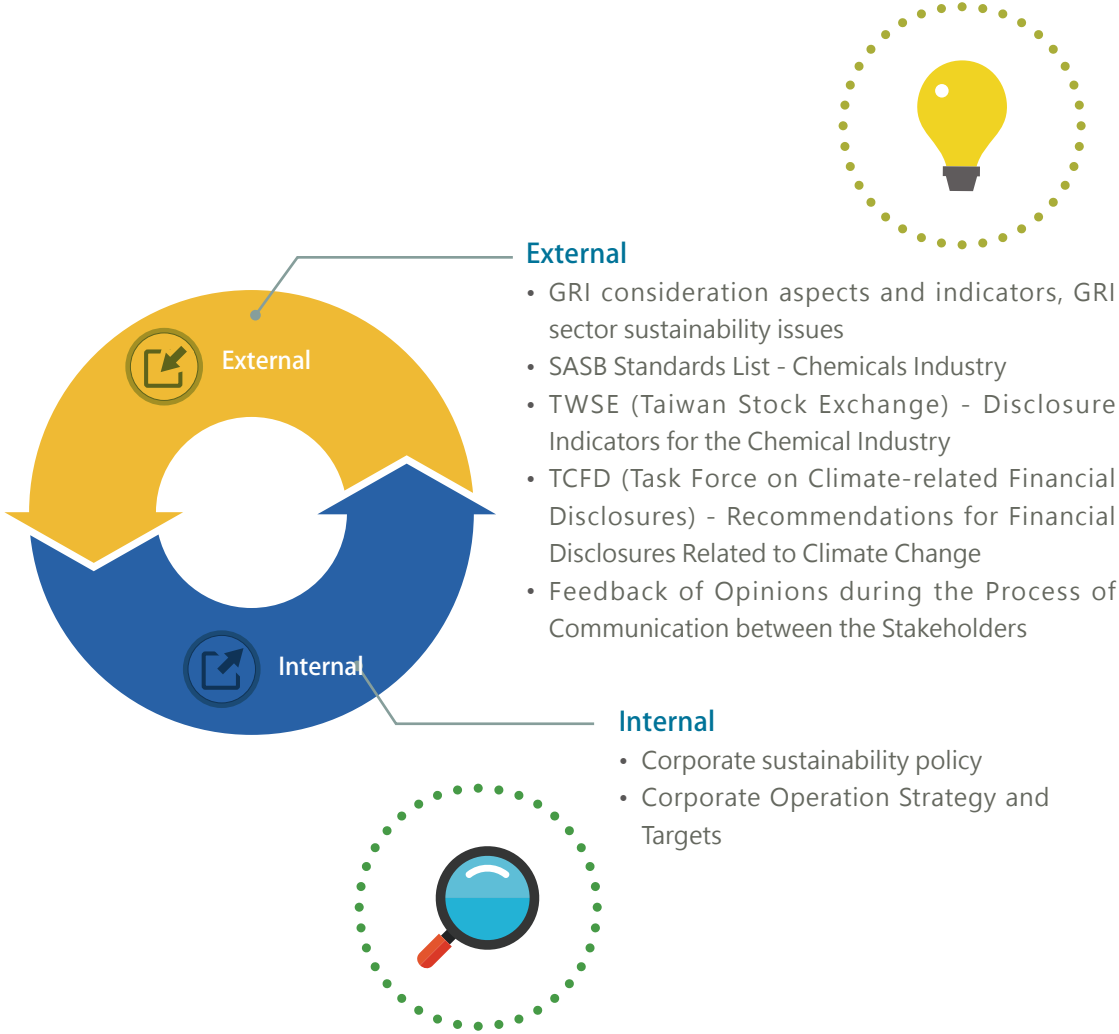 External
• GRI consideration aspects and indicators, GRI
sector sustainability issues
• SASB Standards List - Chemicals Industry
• TWSE (Taiwan Stock Exchange) - Disclosure
Indicators for the Chemical Industry
• TCFD (Task Force on Climate-related Financial
Disclosures) - Recommendations for Financial
Disclosures Related to Climate Change
• Feedback of Opinions during the Process of
Communication between the Stakeholders
External
Internal
Internal
• Corporate sustainability policy
• Corporate Operation Strategy and
Targets